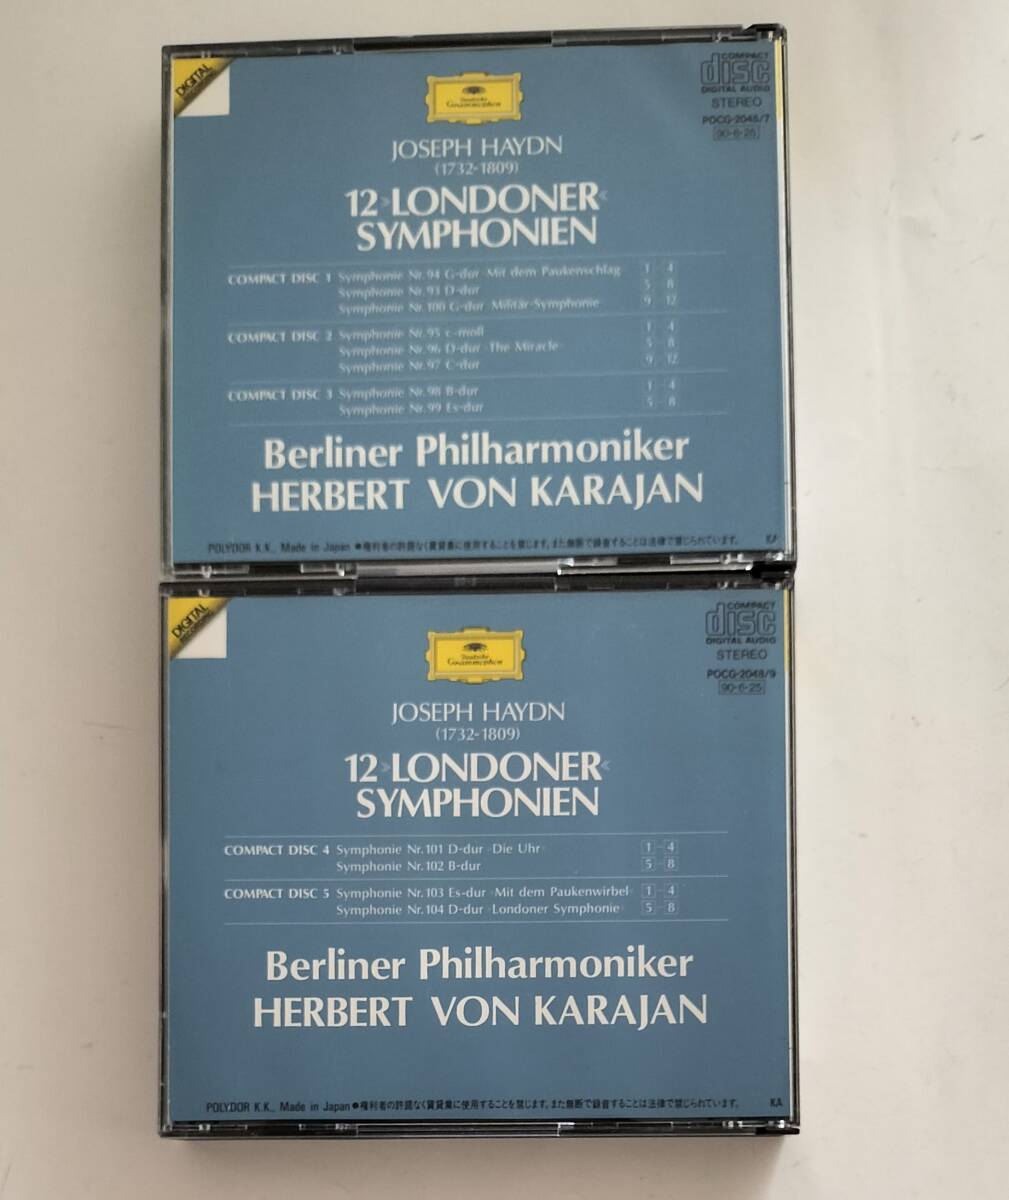 DIGITAL
Deutsche
Grammophon
COMPACT
disc
DIGITAL AUDIO
STEREO
POCG-2045/7
90-6-25
JOSEPH HAYDN
(1732-1809)
12 »LONDONER«
SYMPHONIEN
COMPACT DISC 1 Symphonie Nr. 94 G-dur »Mit dem Paukenschlag« 1 - 4
Symphonie Nr. 93 D-dur 5 - 8
Symphonie Nr. 100 G-dur »Militär-Symphonie« 9 - 12
COMPACT DISC 2 Symphonie Nr. 95 c-moll 1 - 4
Symphonie Nr. 96 D-dur »The Miracle« 5 - 8
Symphonie Nr. 97 C-dur 9 - 12
COMPACT DISC 3 Symphonie Nr. 98 B-dur 1 - 4
Symphonie Nr. 99 Es-dur 5 - 8
Berliner Philharmoniker
HERBERT VON KARAJAN
POLYDOR K.K., Made in Japan ●権利者の許諾なく賃貸業に使用することを禁じます。また無断で録音することは法律で禁じられています。 KA
DIGITAL
Deutsche
Grammophon
COMPACT
disc
DIGITAL AUDIO
STEREO
POCG-2048/9
90-6-25
JOSEPH HAYDN
(1732-1809)
12 »LONDONER«
SYMPHONIEN
COMPACT DISC 4 Symphonie Nr. 101 D-dur »Die Uhr« 1 - 4
Symphonie Nr. 102 B-dur 5 - 8
COMPACT DISC 5 Symphonie Nr. 103 Es-dur »Mit dem Paukenwirbel« 1 - 4
Symphonie Nr. 104 D-dur »Londoner Symphonie« 5 - 8
Berliner Philharmoniker
HERBERT VON KARAJAN
POLYDOR K.K., Made in Japan ●権利者の許諾なく賃貸業に使用することを禁じます。また無断で録音することは法律で禁じられています。 KA